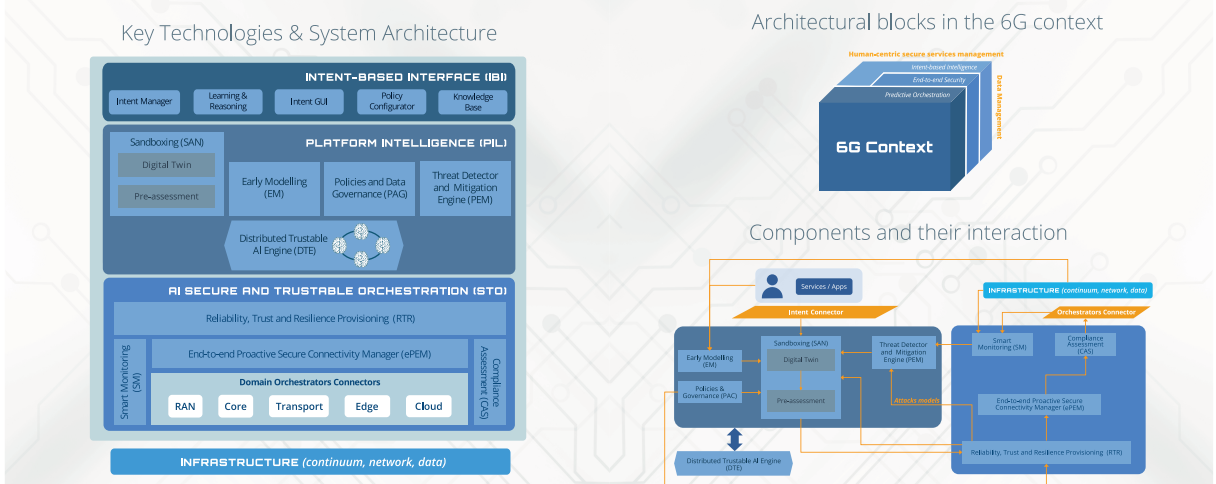 Key Technologies & System Architecture
INTENT-BASED INTERFACE (IBI)
Intent Manager
Learning &
Reasoning
Intent GUI
Policy
Configurator
Knowledge
Base
Sandboxing (SAN)
PLATFORM INTELLIGENCE (PIL)
Digital Twin
Pre-assessment
Early Modelling
(EM)
Policies and Data
Governance (PAG)
Threat Detector
and Mitigation
Engine (PEM)
Distributed Trustable
AI Engine (DTE)
AI SECURE AND TRUSTABLE ORCHESTRATION (STO)
Reliability, Trust and Resilience Provisioning (RTR)
Smart Monitoring
(SM)
End-to-end Proactive Secure Connectivity Manager (ePEM)
Domain Orchestrators Connectors
RAN
Core
Transport
Edge
Cloud
Compliance
Assessment (CAS)
INFRASTRUCTURE (continuum, network, data)
Architectural blocks in the 6G context
Human-centric secure services management
Intent-based Intelligence
End-to-end Security
Predictive Orchestration
Data Management
6G Context
Components and their interaction
Services / Apps
Intent Connector
INFRASTRUCTURE (continuum, network, data)
Orchestrators Connector
Early Modelling
(EM)
Policies &
Governance (PAC)
Sandboxing (SAN)
Digital Twin
Pre-assessment
Threat Detector
and Mitigation
Engine (PEM)
Attacks models
Smart
Monitoring (SM)
Compliance
Assessment
(CAS)
End-to-end Proactive Secure
Connectivity Manager (ePEM)
Reliability, Trust and Resilience Provisioning (RTR)
Distributed Trustable AI Engine
(DTE)